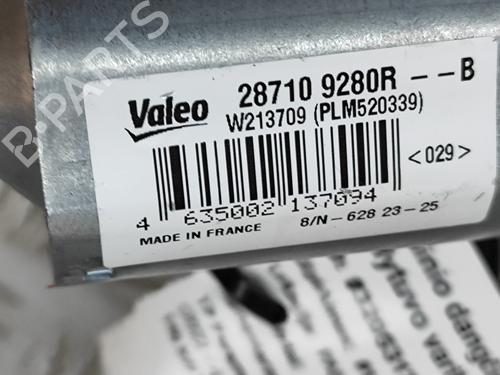 B-PARTS
Valeo
28710 9280R -- B
W213709 (PLM520339)
<029>
4 635002 137094
MADE IN FRANCE
8/N-628 23-25